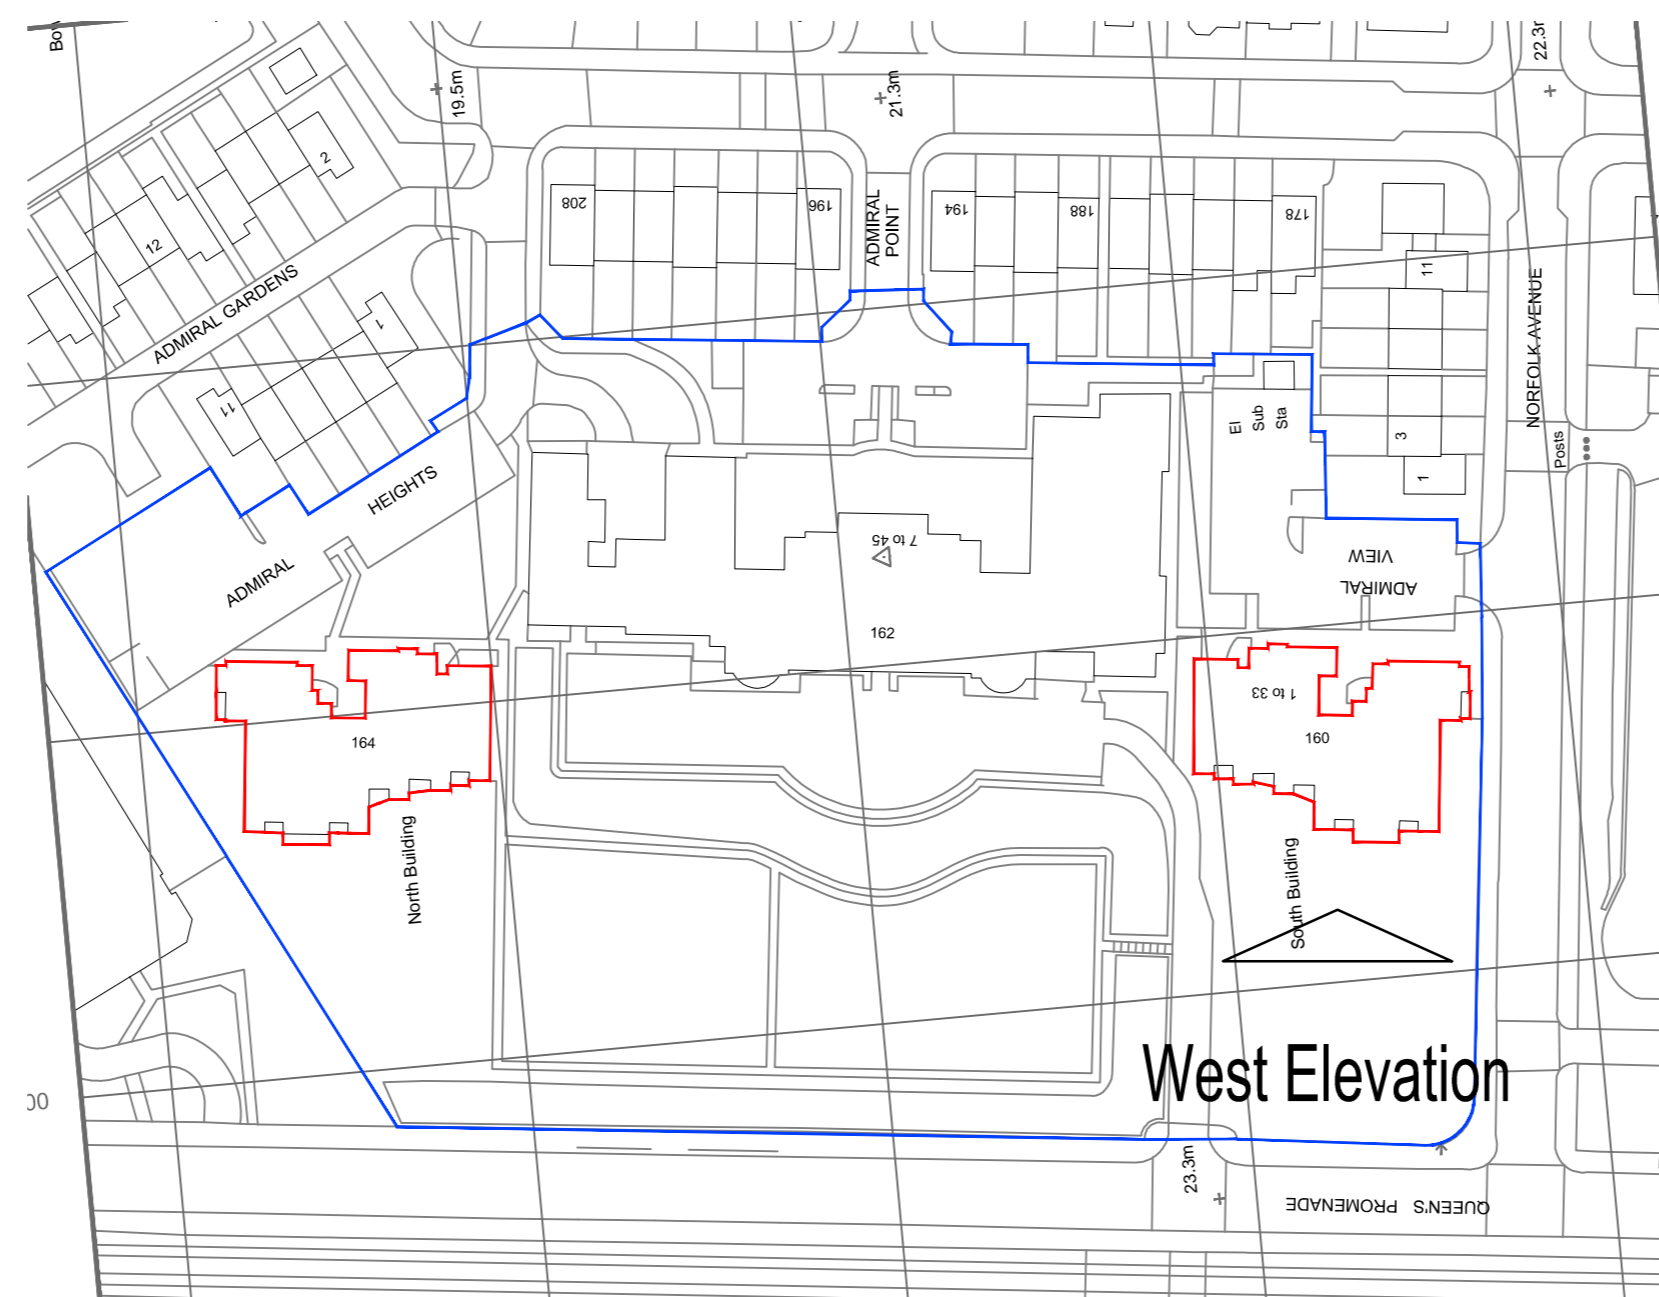 19.5m
21.3m
22.3m
2
208
196
ADMIRAL
POINT
194
188
178
12
11
ADMIRAL GARDENS
1
11
NORFOLK AVENUE
El
Sub
Sta
3
Posts
1
HEIGHTS
ADMIRAL
7 to 45
VIEW
ADMIRAL
162
1 to 33
164
160
North Building
South Building
West Elevation
23.3m
QUEEN'S PROMENADE